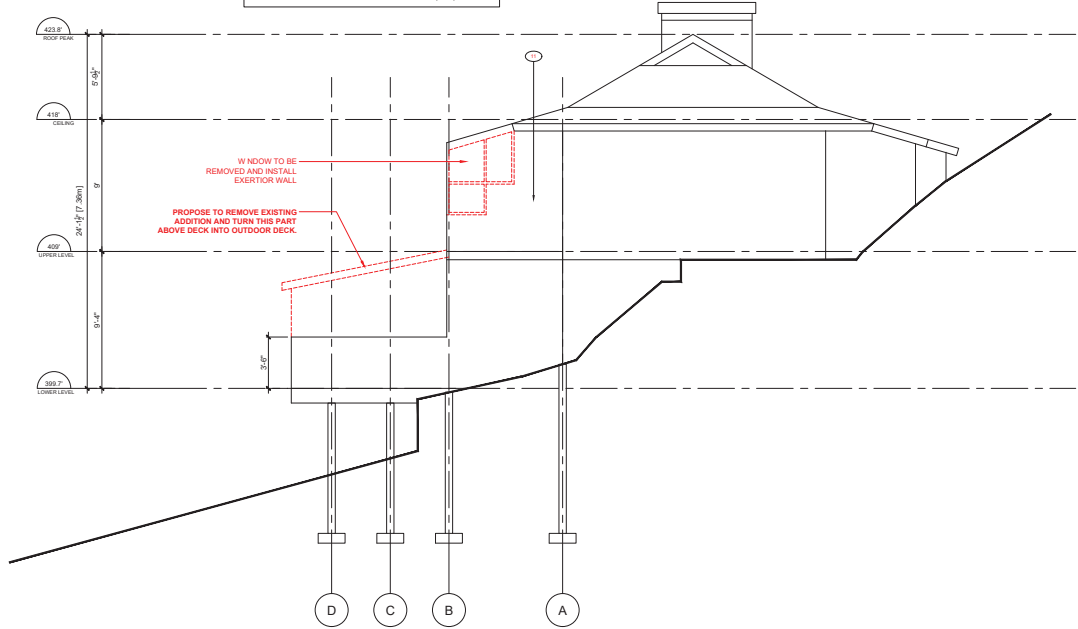 423.8'
ROOF PEAK
5'-9½"
11
418'
CEILING
W NDOW TO BE
REMOVED AND INSTALL
EXERTIOR WALL
9'
24'-1½" [7.36m]
PROPOSE TO REMOVE EXISTING
ADDITION AND TURN THIS PART
ABOVE DECK INTO OUTDOOR DECK.
409'
UPPER LEVEL
9'-4"
3'-6"
399.7'
LOWER LEVEL
D
C
B
A